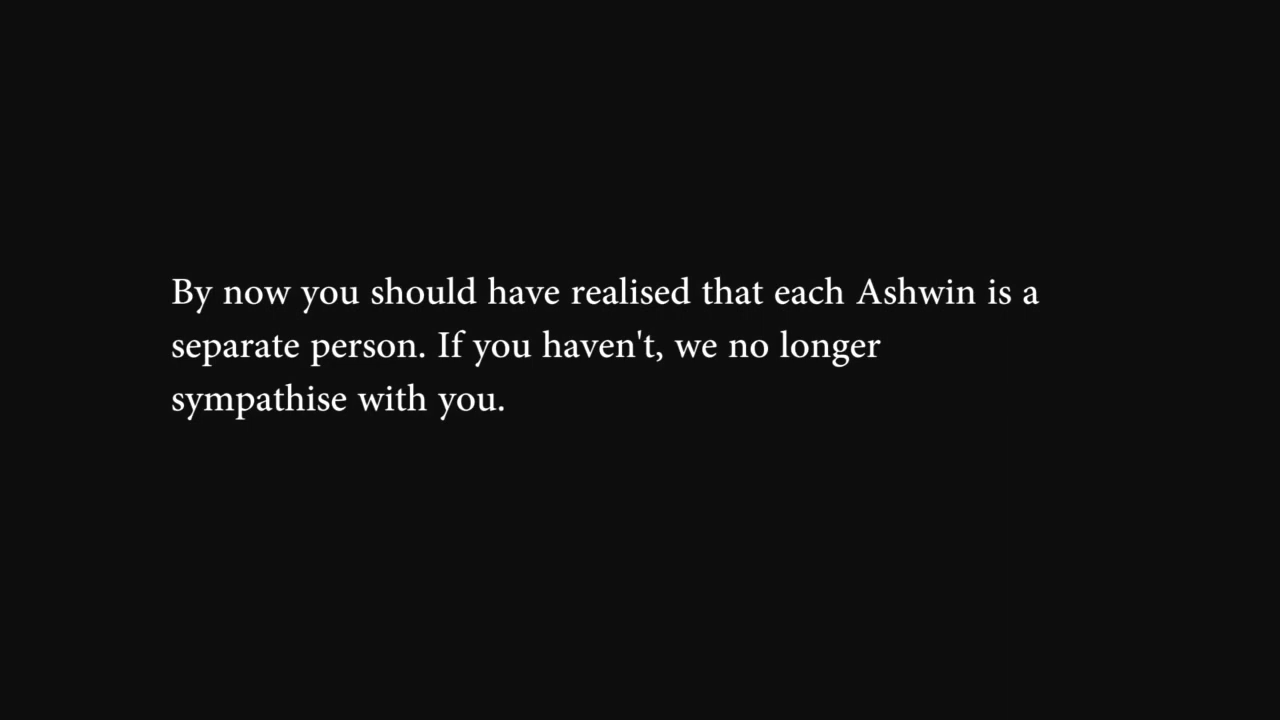 By now you should have realised that each Ashwin is a
separate person. If you haven't, we no longer
sympathise with you.